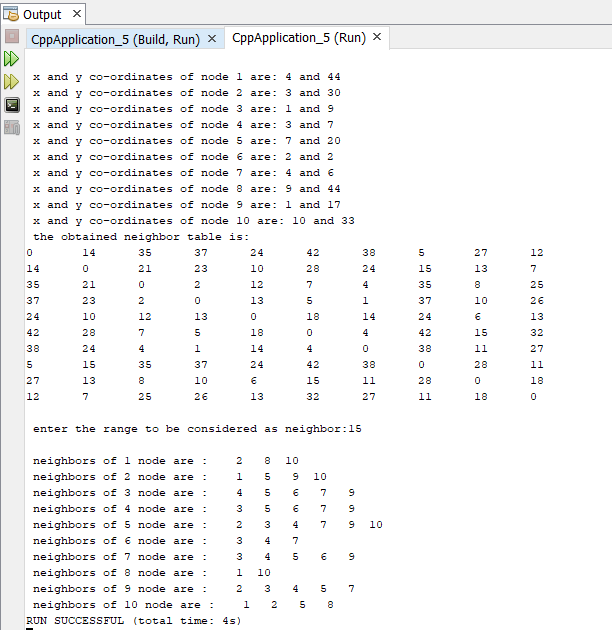 Output ×
CppApplication_5 (Build, Run) × CppApplication_5 (Run) ×
x and y co-ordinates of node 1 are: 4 and 44
x and y co-ordinates of node 2 are: 3 and 30
x and y co-ordinates of node 3 are: 1 and 9
x and y co-ordinates of node 4 are: 3 and 7
x and y co-ordinates of node 5 are: 7 and 20
x and y co-ordinates of node 6 are: 2 and 2
x and y co-ordinates of node 7 are: 4 and 6
x and y co-ordinates of node 8 are: 9 and 44
x and y co-ordinates of node 9 are: 1 and 17
x and y co-ordinates of node 10 are: 10 and 33
the obtained neighbor table is:
0 14 35 37 24 42 38 5 27 12
14 0 21 23 10 28 24 15 13 7
35 21 0 2 12 7 4 35 8 25
37 23 2 0 13 5 1 37 10 26
24 10 12 13 0 18 14 24 6 13
42 28 7 5 18 0 4 42 15 32
38 24 4 1 14 4 0 38 11 27
5 15 35 37 24 42 38 0 28 11
27 13 8 10 6 15 11 28 0 18
12 7 25 26 13 32 27 11 18 0
enter the range to be considered as neighbor:15
neighbors of 1 node are : 2 8 10
neighbors of 2 node are : 1 5 9 10
neighbors of 3 node are : 4 5 6 7 9
neighbors of 4 node are : 3 5 6 7 9
neighbors of 5 node are : 2 3 4 7 9 10
neighbors of 6 node are : 3 4 7
neighbors of 7 node are : 3 4 5 6 9
neighbors of 8 node are : 1 10
neighbors of 9 node are : 2 3 4 5 7
neighbors of 10 node are : 1 2 5 8
RUN SUCCESSFUL (total time: 4s)